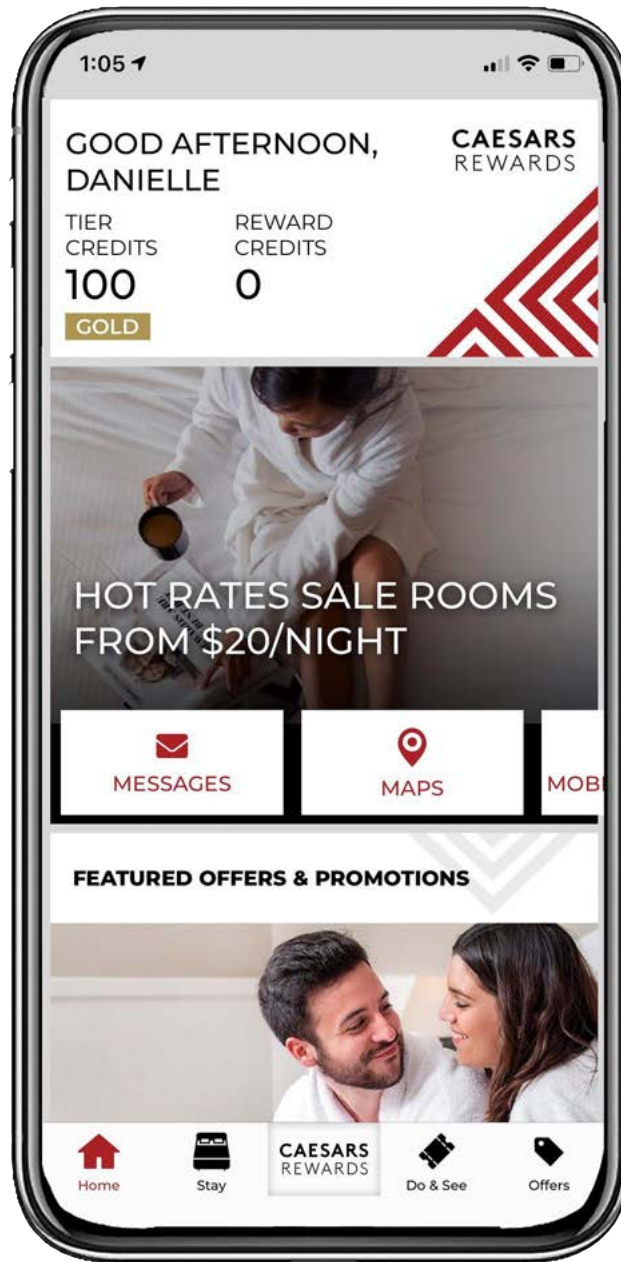 1:05
GOOD AFTERNOON,
DANIELLE
CAESARS
REWARDS
TIER
CREDITS
100
GOLD
REWARD
CREDITS
0
HOT RATES SALE ROOMS
FROM $20/NIGHT
MESSAGES
MAPS
MOBI
FEATURED OFFERS & PROMOTIONS
Home
Stay
CAESARS
REWARDS
Do & See
Offers